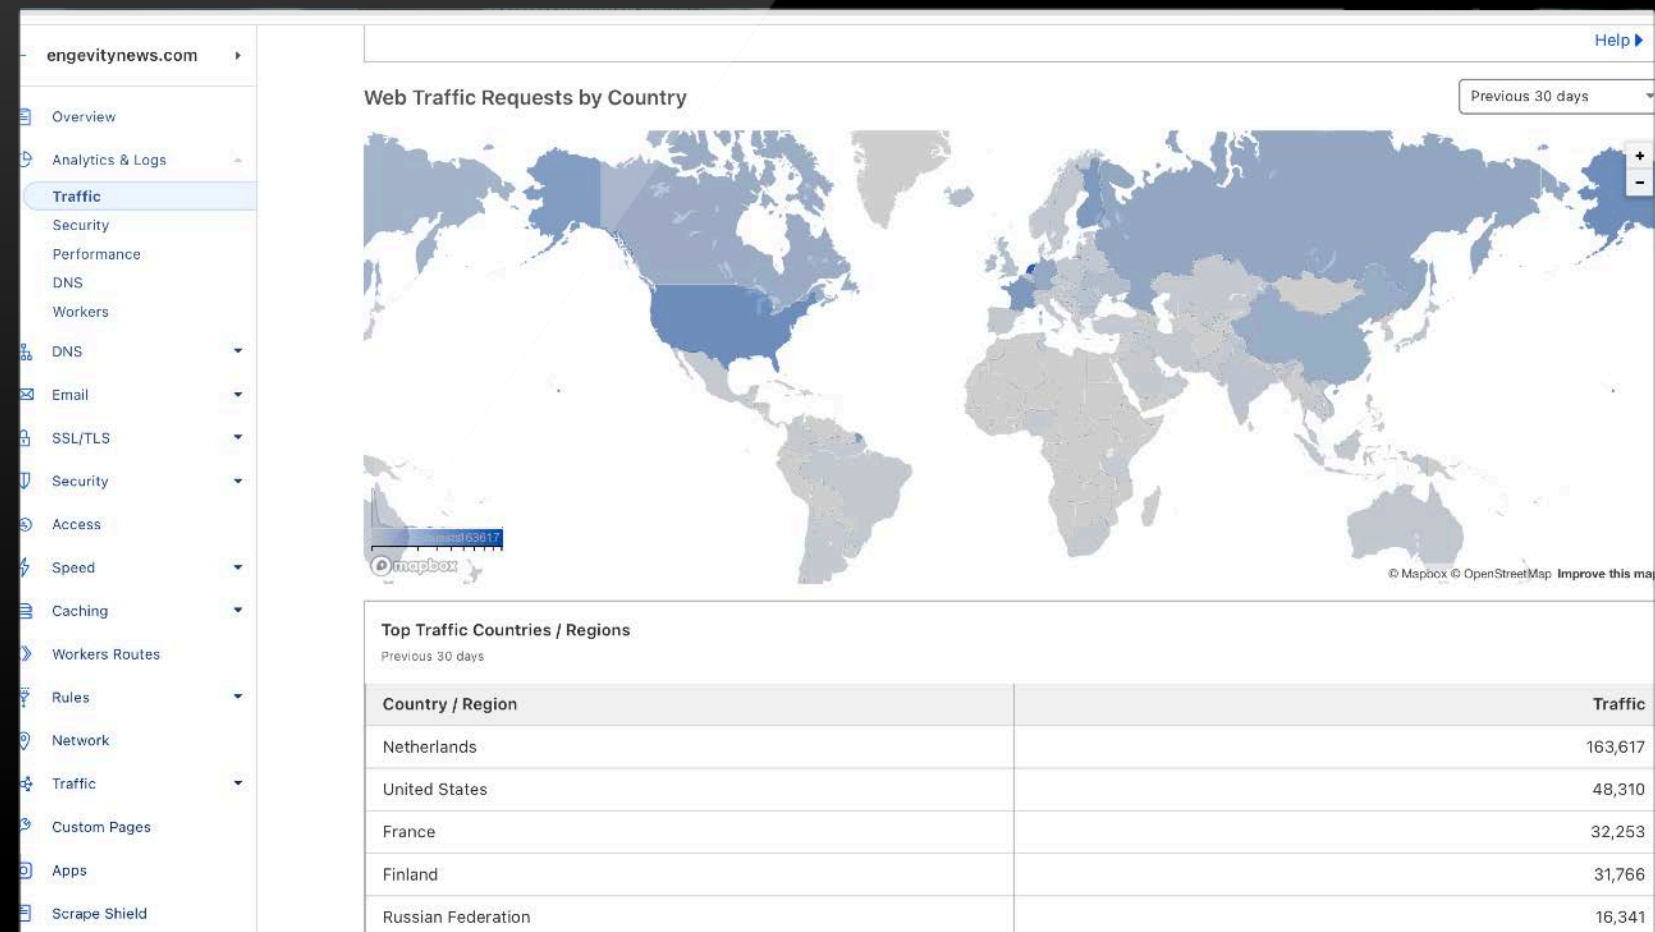 engevitynews.com
Help
Overview
Analytics & Logs
Traffic
Security
Performance
DNS
Workers
DNS
Email
SSL/TLS
Security
Access
Speed
Caching
Workers Routes
Rules
Network
Traffic
Custom Pages
Apps
Scrape Shield
Web Traffic Requests by Country
Previous 30 days
+
-
163617
mapbox
© Mapbox © OpenStreetMap Improve this map
Top Traffic Countries / Regions
Previous 30 days
Country / Region Traffic
Netherlands 163,617
United States 48,310
France 32,253
Finland 31,766
Russian Federation 16,341